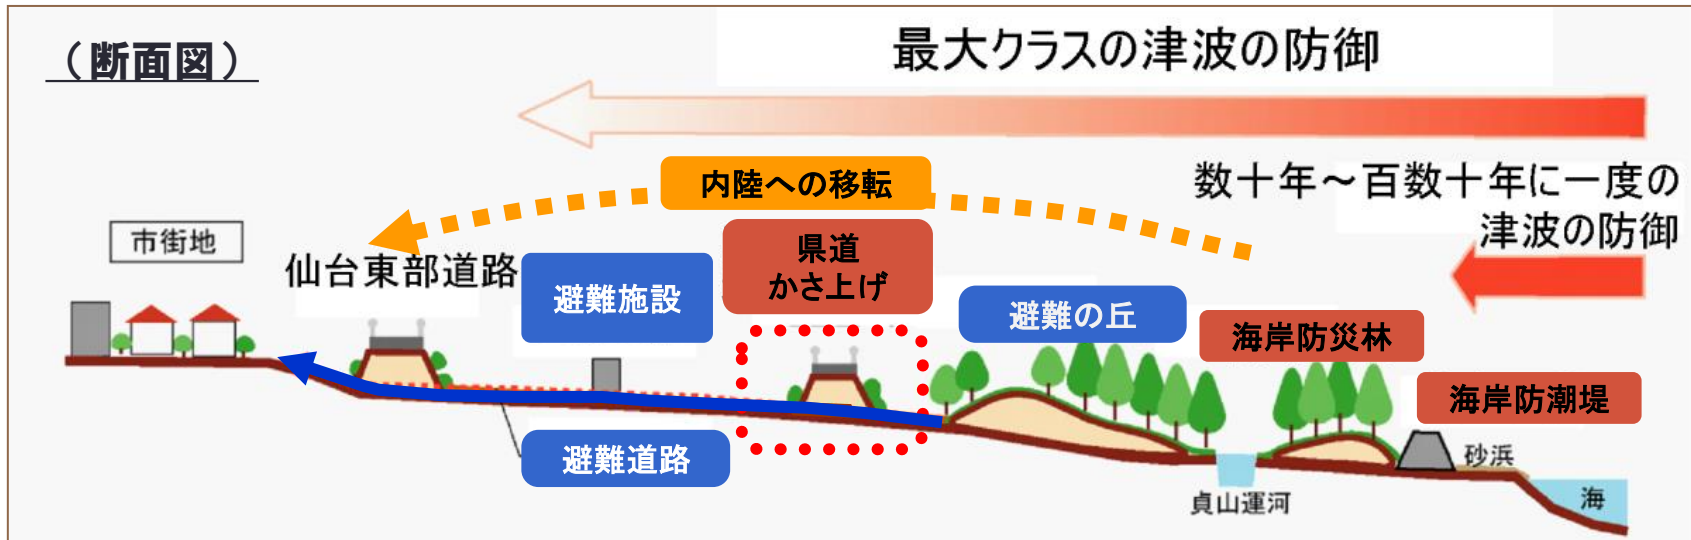 (断面図)
最大クラスの津波の防御
数十年～百数十年に一度の
津波の防御
内陸への移転
市街地
仙台東部道路
避難施設
県道
かさ上げ
避難の丘
海岸防災林
海岸防潮堤
避難道路
砂浜
貞山運河
海